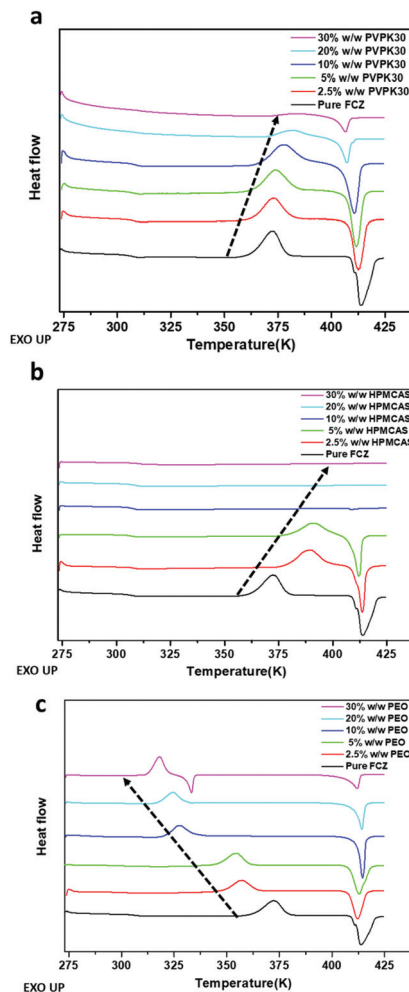 a
30% w/w PVPK30
20% w/w PVPK30
10% w/w PVPK30
5% w/w PVPK30
2.5% w/w PVPK30
Pure FCZ
Heat flow
275 300 325 350 375 400 425
EXO UP
Temperature(K)
b
30% w/w HPMCAS
20% w/w HPMCAS
10% w/w HPMCAS
5% w/w HPMCAS
2.5% w/w HPMCAS
Pure FCZ
Heat flow
275 300 325 350 375 400 425
EXO UP
Temperature(K)
c
30% w/w PEO
20% w/w PEO
10% w/w PEO
5% w/w PEO
2.5% w/w PEO
Pure FCZ
Heat flow
275 300 325 350 375 400 425
Temperature(K)
EXO UP